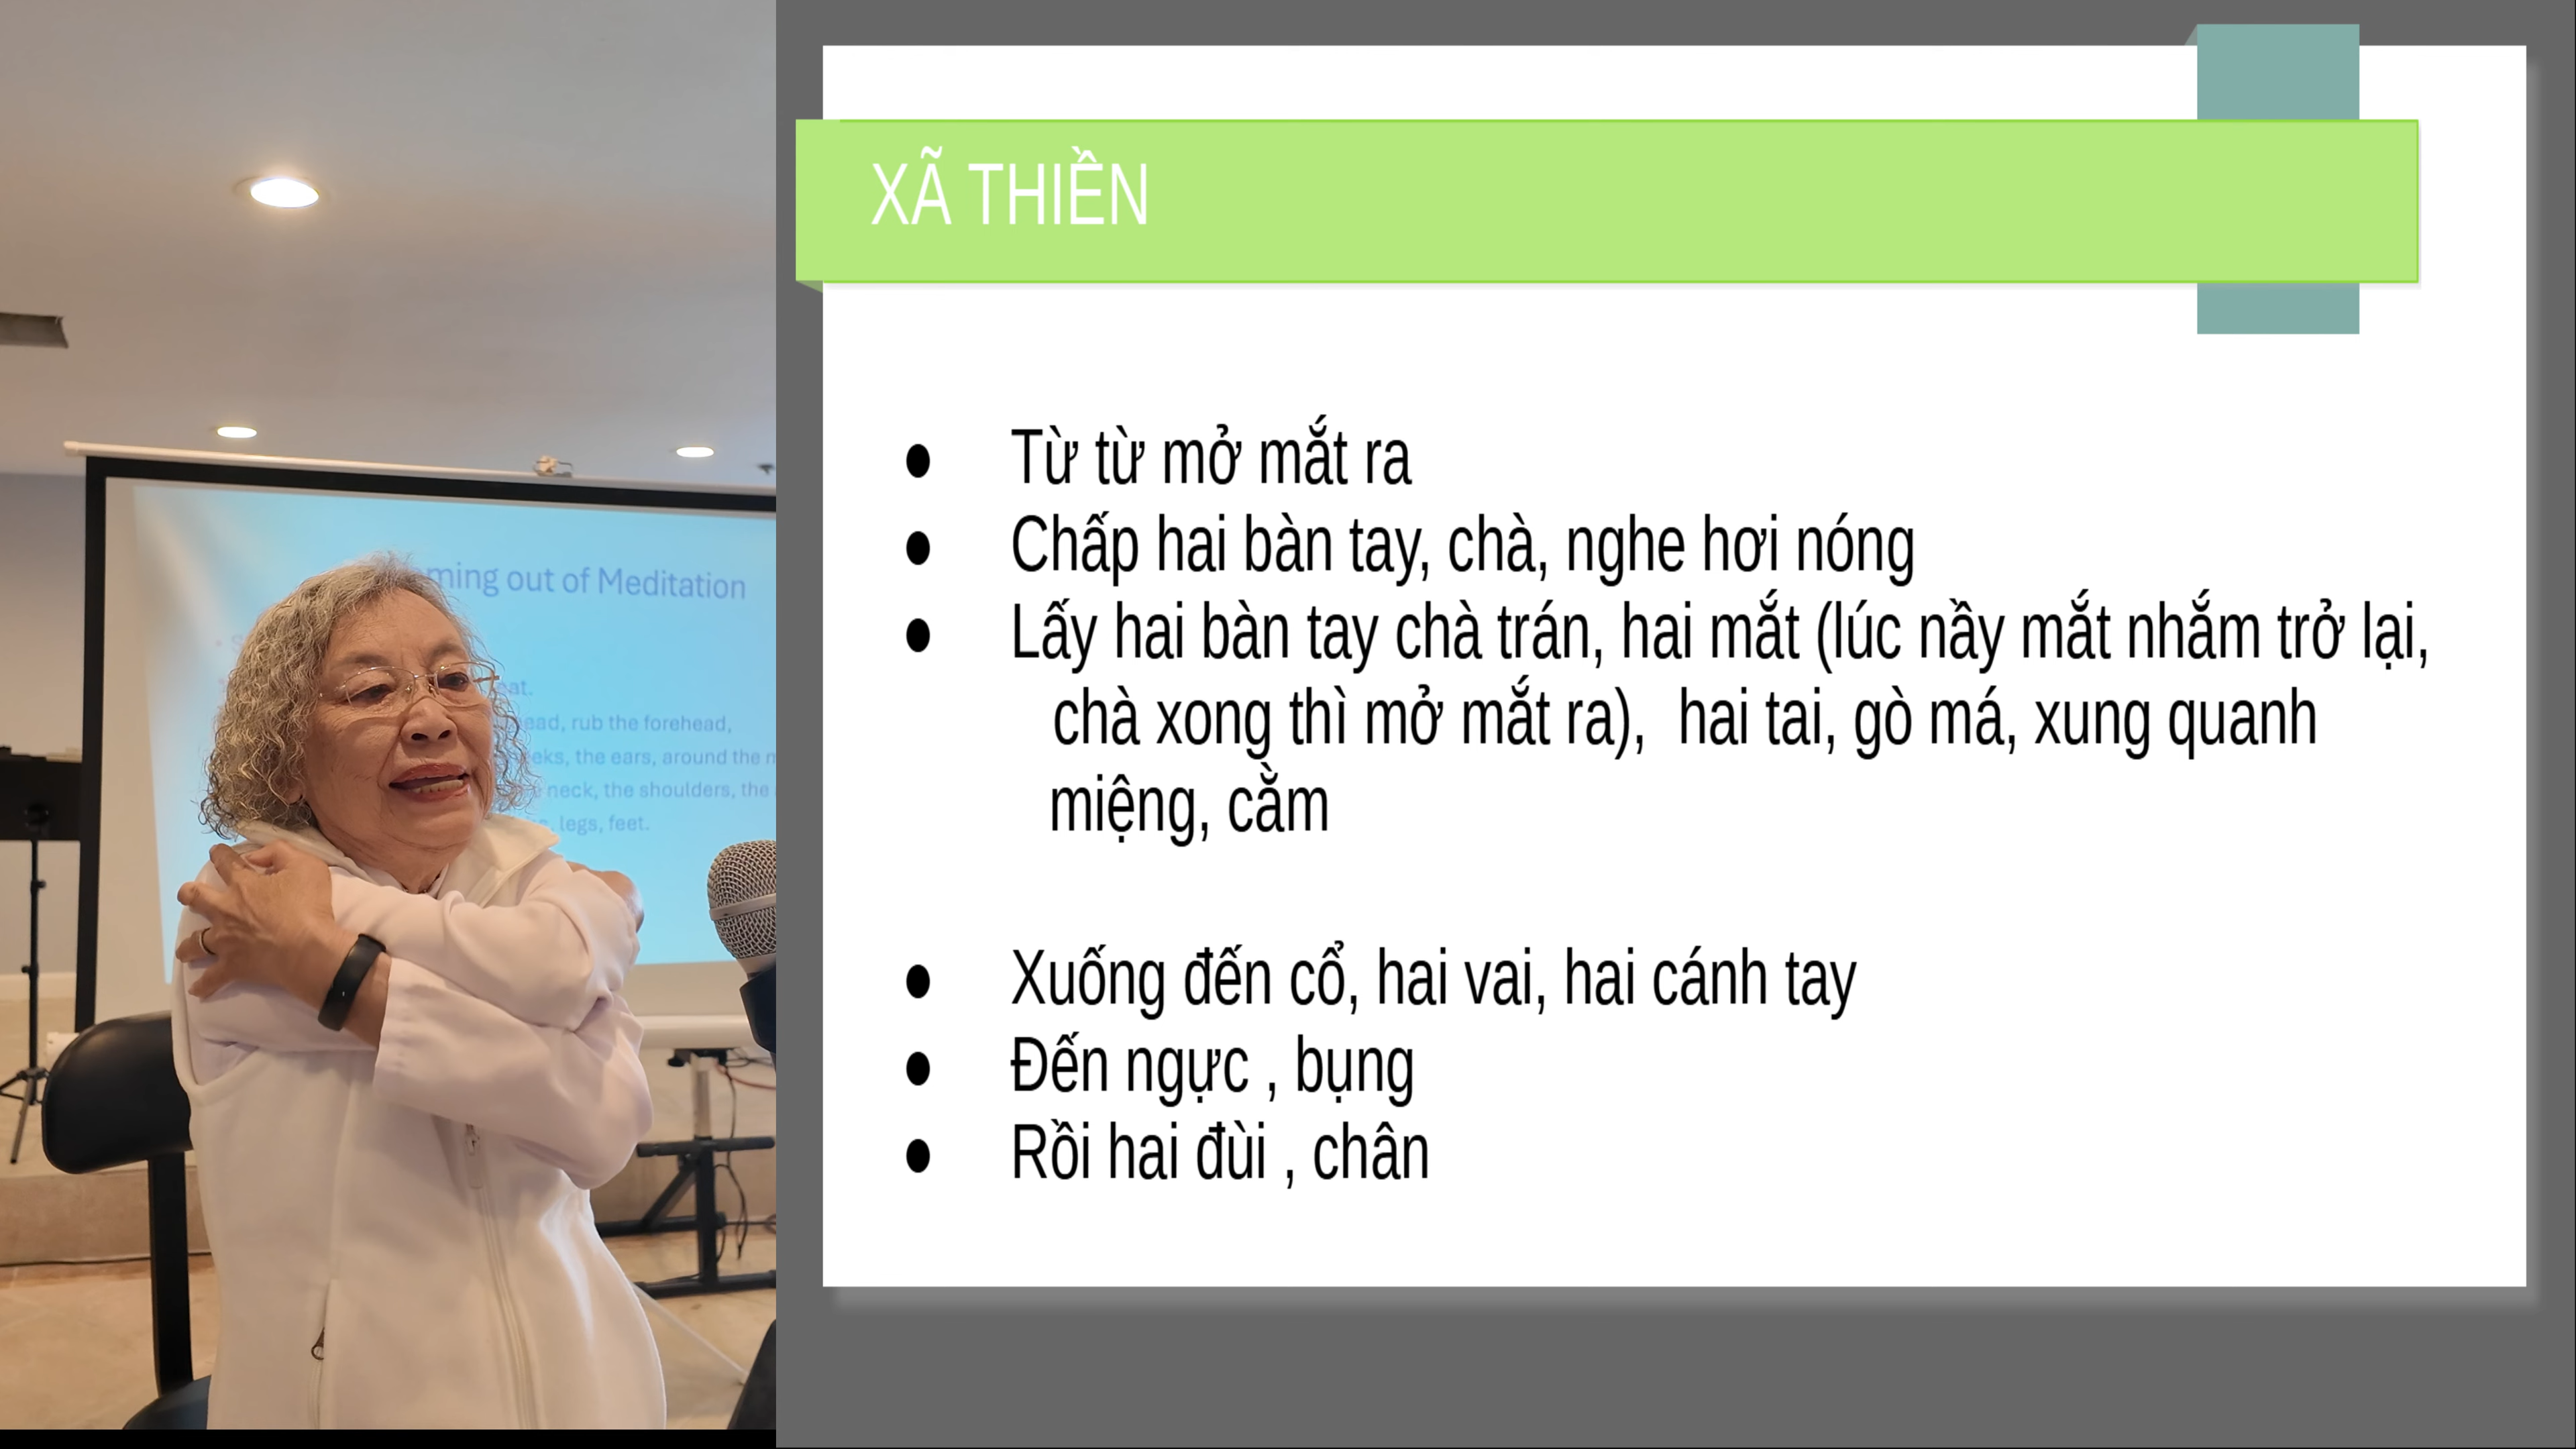 ming out of Meditation
eat.
ead, rub the forehead,
eeks, the ears, around the
neck, the shoulders, the
legs, feet.
XÃ THIỀN
● Từ từ mở mắt ra
● Chấp hai bàn tay, chà, nghe hơi nóng
● Lấy hai bàn tay chà trán, hai mắt (lúc nầy mắt nhắm trở lại,
chà xong thì mở mắt ra), hai tai, gò má, xung quanh
miệng, cằm
● Xuống đến cổ, hai vai, hai cánh tay
● Đến ngực , bụng
● Rồi hai đùi , chân